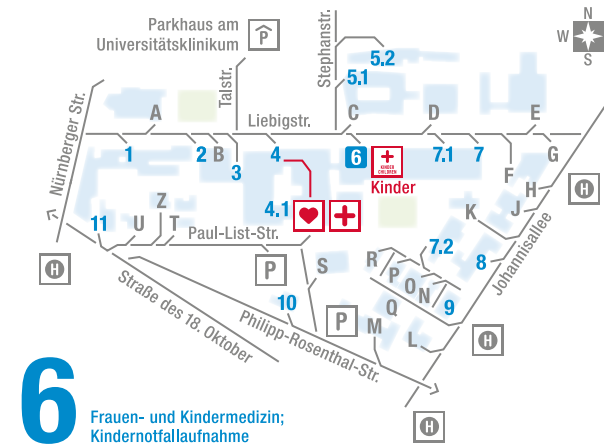 Parkhaus am
Universitätsklinikum
P
Stephanstr.
5.2
5.1
N
W
S
Talstr.
Nürnberger Str.
A
Liebigstr.
C
D
E
1
2
B
3
4
6
KINDER
CHILDREN
Kinder
7.1
7
F
G
H
H
J
K
4.1
11
U
Z
T
Paul-List-Str.
H
P
S
R
P
O
N
7.2
8
9
Johannisallee
Straße des 18. Oktober
10
Philipp-Rosenthal-Str.
P
Q
M
L
H
H
6
Frauen- und Kindermedizin;
Kindernotfallaufnahme